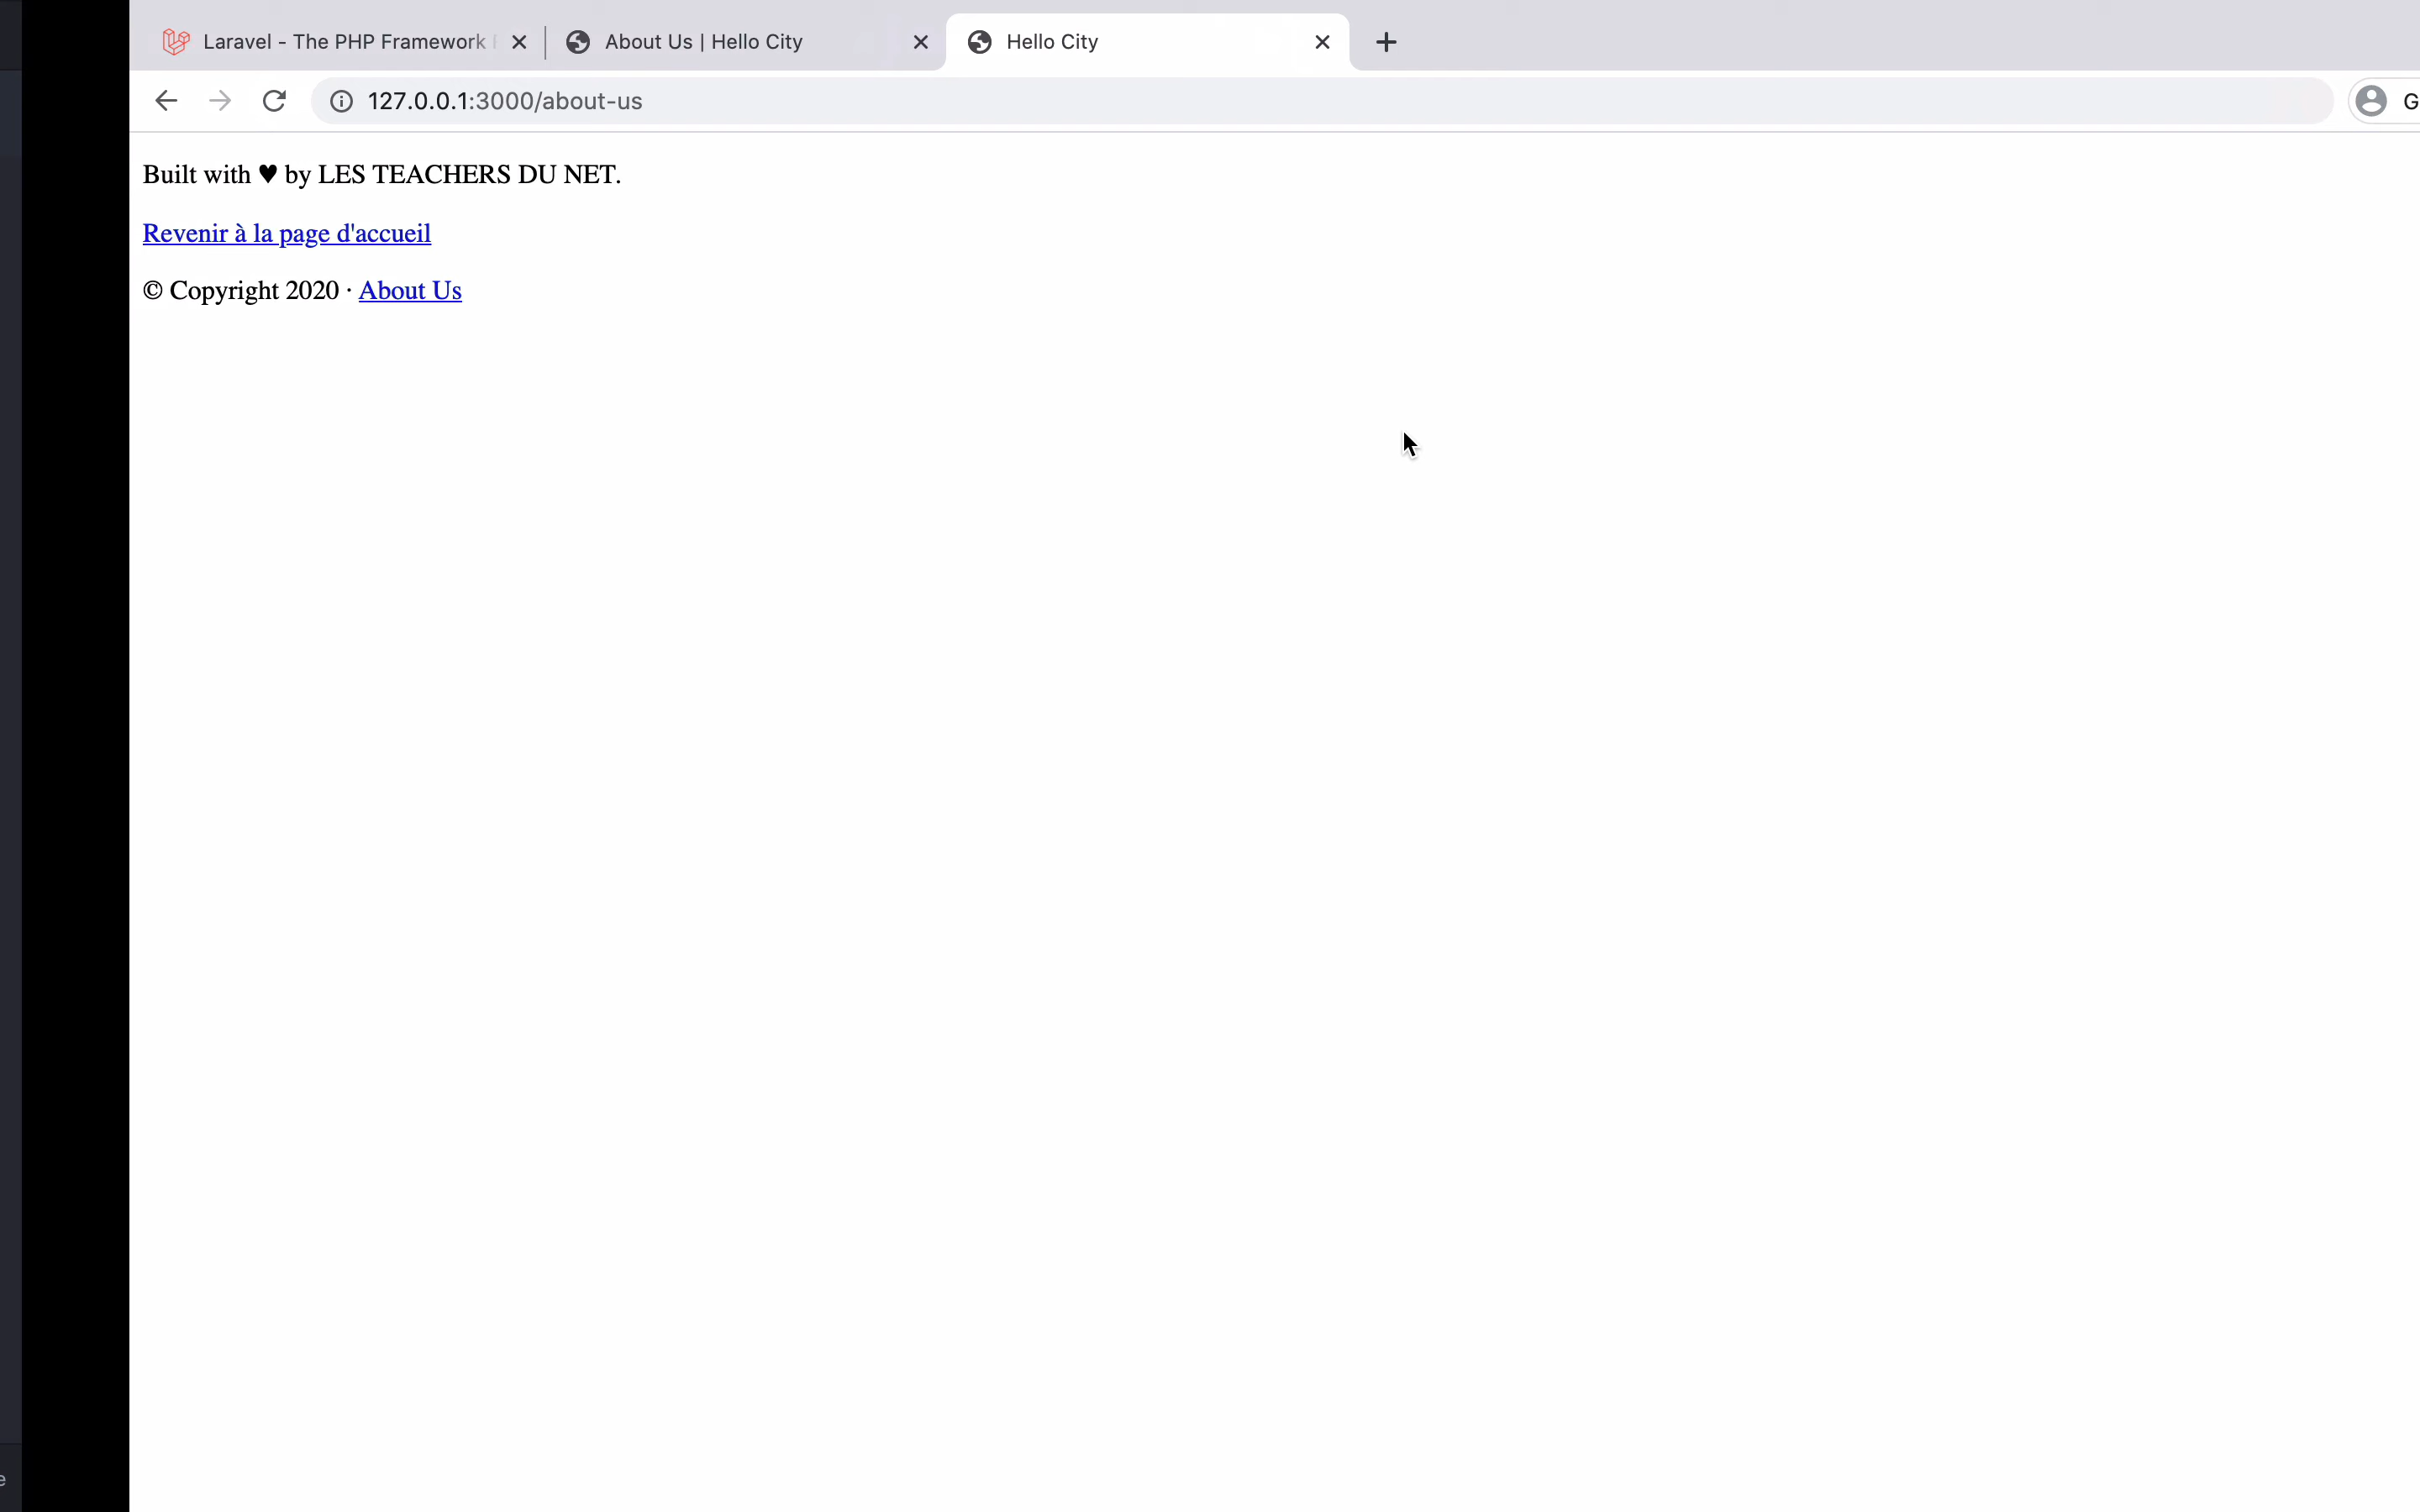 Laravel - The PHP Framework
About Us | Hello City
Hello City
127.0.0.1:3000/about-us
G
Built with ♥ by LES TEACHERS DU NET.
Revenir à la page d'accueil
© Copyright 2020 · About Us
e